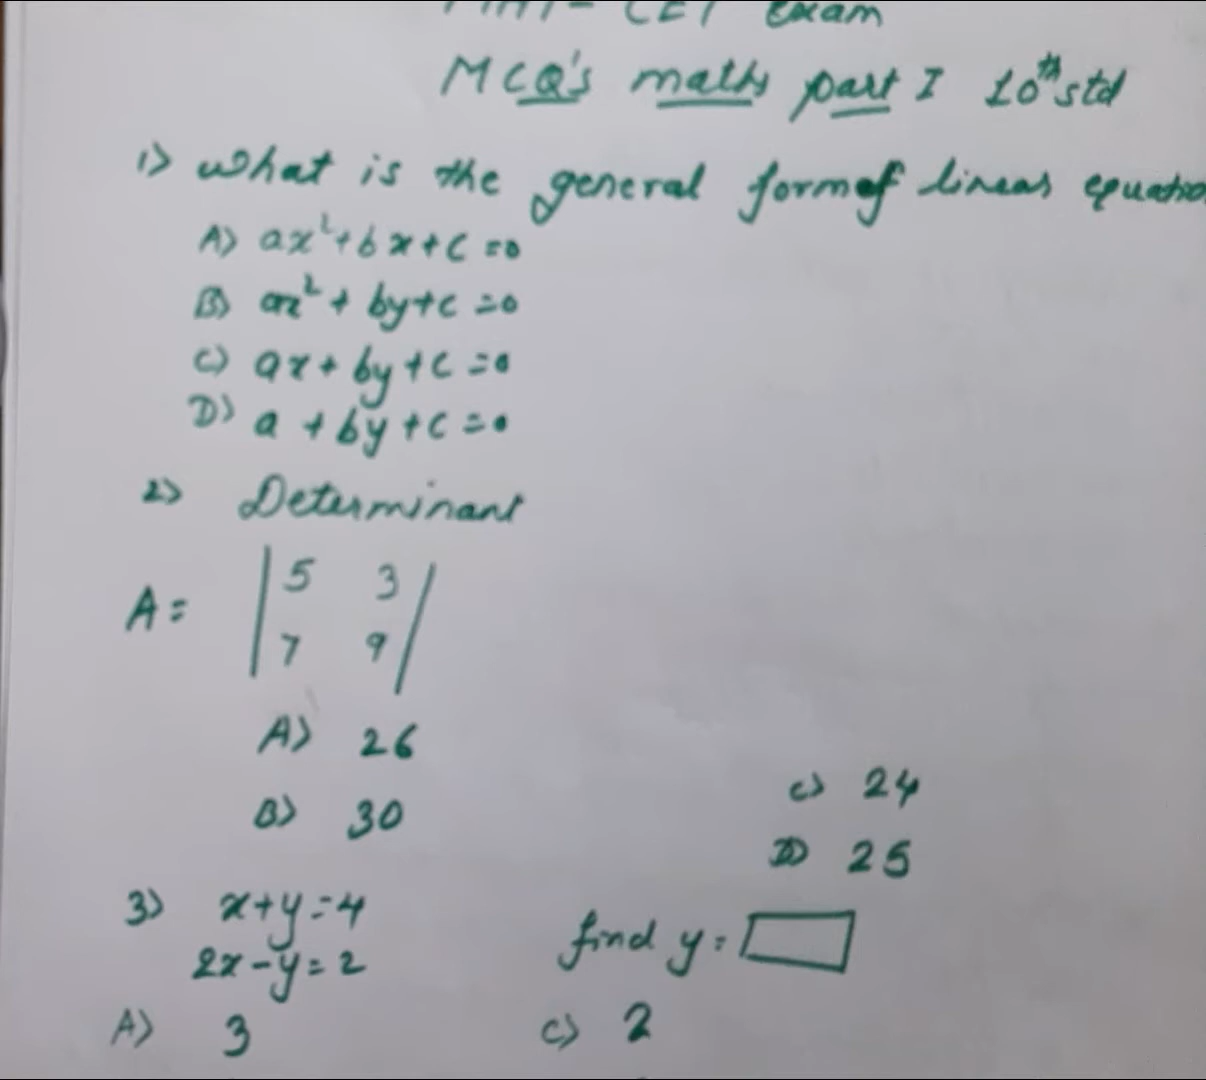 CET Exam
MCQ's maths part I 10th std
1) what is the general form of linear equatio
A) ax²+bx+c=0
B) ax²+by+c=0
C) ax+by+c=0
D) a+by+c=0
2) Determinant
A= | 5 3 |
| 7 9 |
A) 26
B) 30
C) 24
D) 25
3) x+y=4
2x-y=2
find y=
A) 3
C) 2